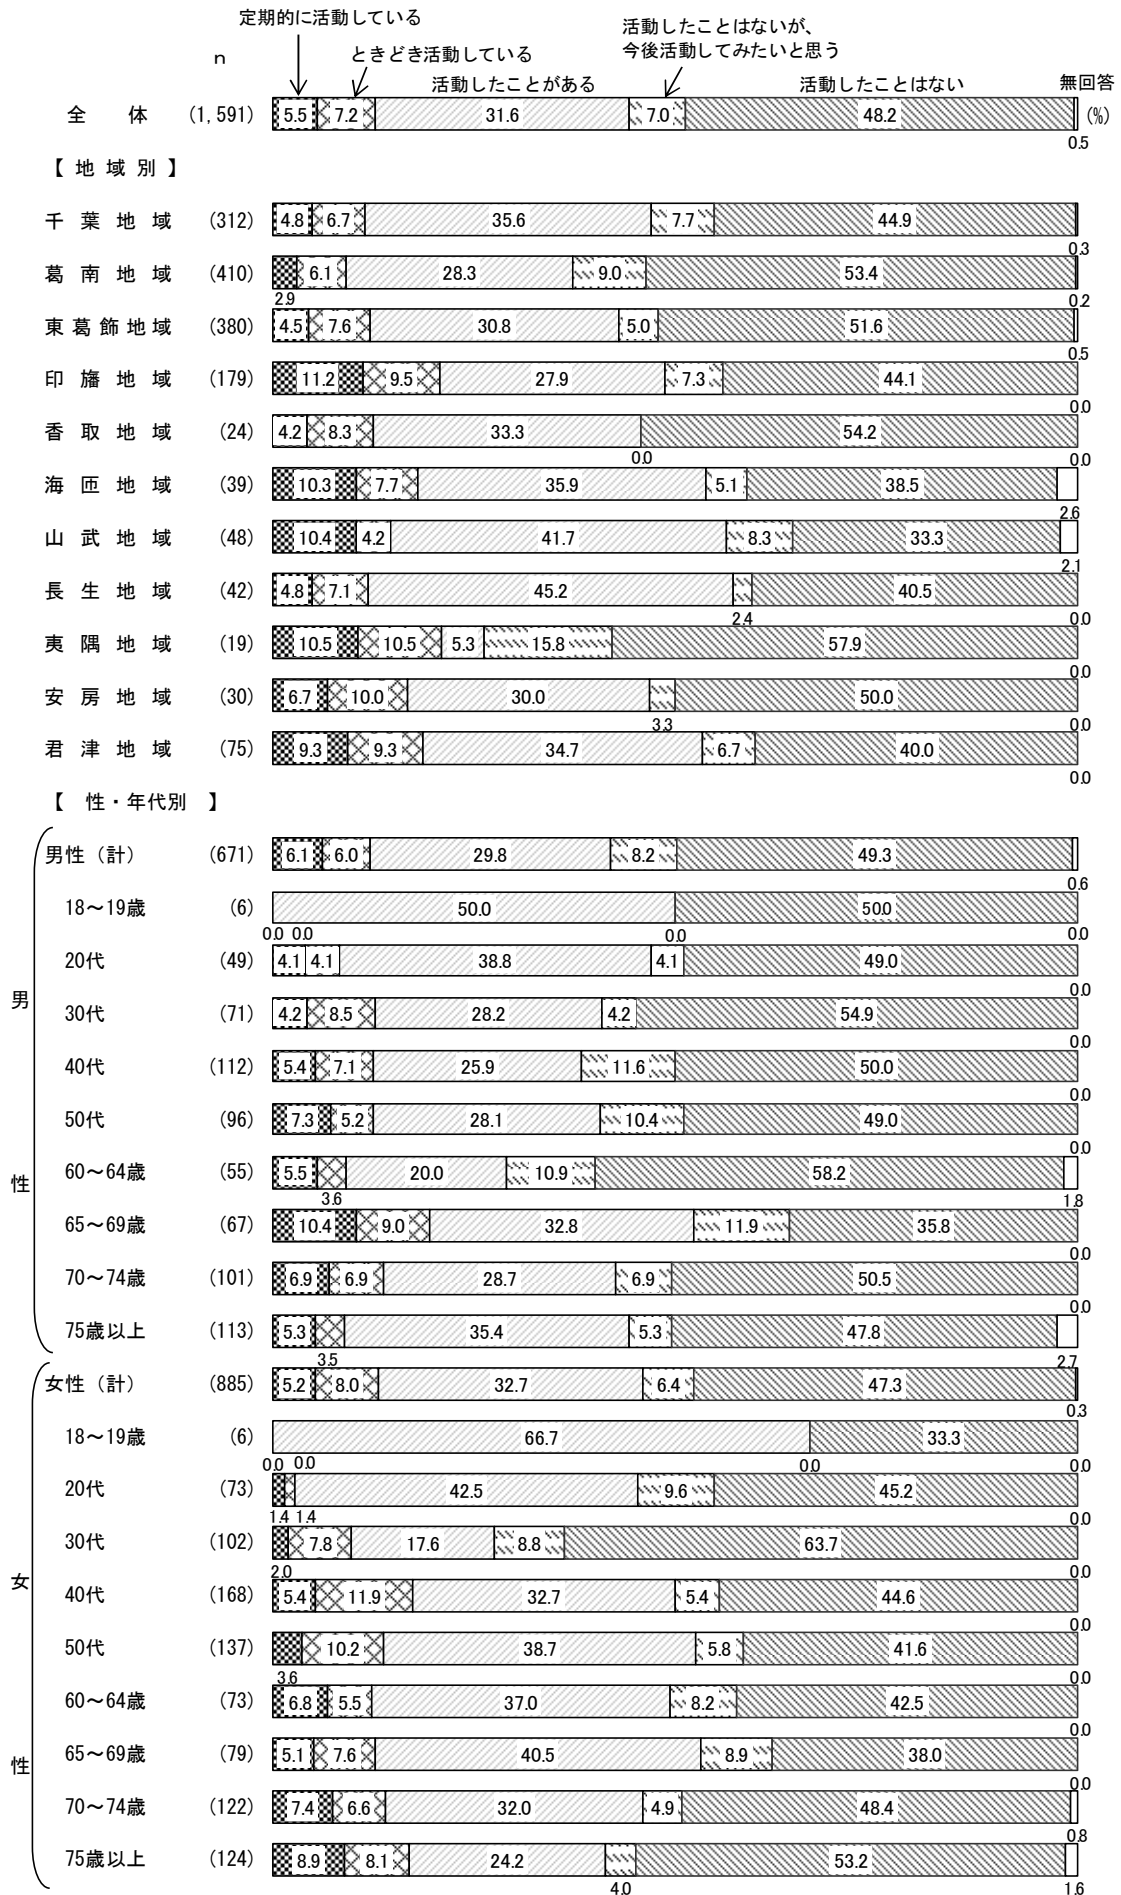 定期的に活動している
ときどき活動している
活動したことはないが、
今後活動してみたいと思う
n
活動したことがある
活動したことはない
無回答
全 体 (1,591) 5.5 7.2 31.6 7.0 48.2 (%)
0.5
【 地 域 別 】
千 葉 地 域 (312) 4.8 6.7 35.6 7.7 44.9
0.3
葛 南 地 域 (410) 6.1 28.3 9.0 53.4
2.9 0.2
東 葛 飾 地 域 (380) 4.5 7.6 30.8 5.0 51.6
0.5
印 旛 地 域 (179) 11.2 9.5 27.9 7.3 44.1
0.0
香 取 地 域 (24) 4.2 8.3 33.3 54.2
0.0 0.0
海 匝 地 域 (39) 10.3 7.7 35.9 5.1 38.5
2.6
山 武 地 域 (48) 10.4 4.2 41.7 8.3 33.3
2.1
長 生 地 域 (42) 4.8 7.1 45.2 40.5
2.4 0.0
夷 隅 地 域 (19) 10.5 10.5 5.3 15.8 57.9
0.0
安 房 地 域 (30) 6.7 10.0 30.0 50.0
3.3 0.0
君 津 地 域 (75) 9.3 9.3 34.7 6.7 40.0
0.0
【 性・年代別 】
男性(計) (671) 6.1 6.0 29.8 8.2 49.3
0.6
18～19歳 (6) 50.0 50.0
0.0 0.0 0.0 0.0
20代 (49) 4.1 4.1 38.8 4.1 49.0
0.0
男
30代 (71) 4.2 8.5 28.2 4.2 54.9
0.0
40代 (112) 5.4 7.1 25.9 11.6 50.0
0.0
50代 (96) 7.3 5.2 28.1 10.4 49.0
0.0
60～64歳 (55) 5.5 20.0 10.9 58.2
性
3.6 1.8
65～69歳 (67) 10.4 9.0 32.8 11.9 35.8
0.0
70～74歳 (101) 6.9 6.9 28.7 6.9 50.5
0.0
75歳以上 (113) 5.3 35.4 5.3 47.8
3.5 2.7
女性(計) (885) 5.2 8.0 32.7 6.4 47.3
0.3
18～19歳 (6) 66.7 33.3
0.0 0.0 0.0 0.0
20代 (73) 42.5 9.6 45.2
1.4 1.4 0.0
30代 (102) 7.8 17.6 8.8 63.7
2.0 0.0
女
40代 (168) 5.4 11.9 32.7 5.4 44.6
0.0
50代 (137) 10.2 38.7 5.8 41.6
3.6 0.0
60～64歳 (73) 6.8 5.5 37.0 8.2 42.5
0.0
65～69歳 (79) 5.1 7.6 40.5 8.9 38.0
性
0.0
70～74歳 (122) 7.4 6.6 32.0 4.9 48.4
0.8
75歳以上 (124) 8.9 8.1 24.2 53.2
4.0 1.6